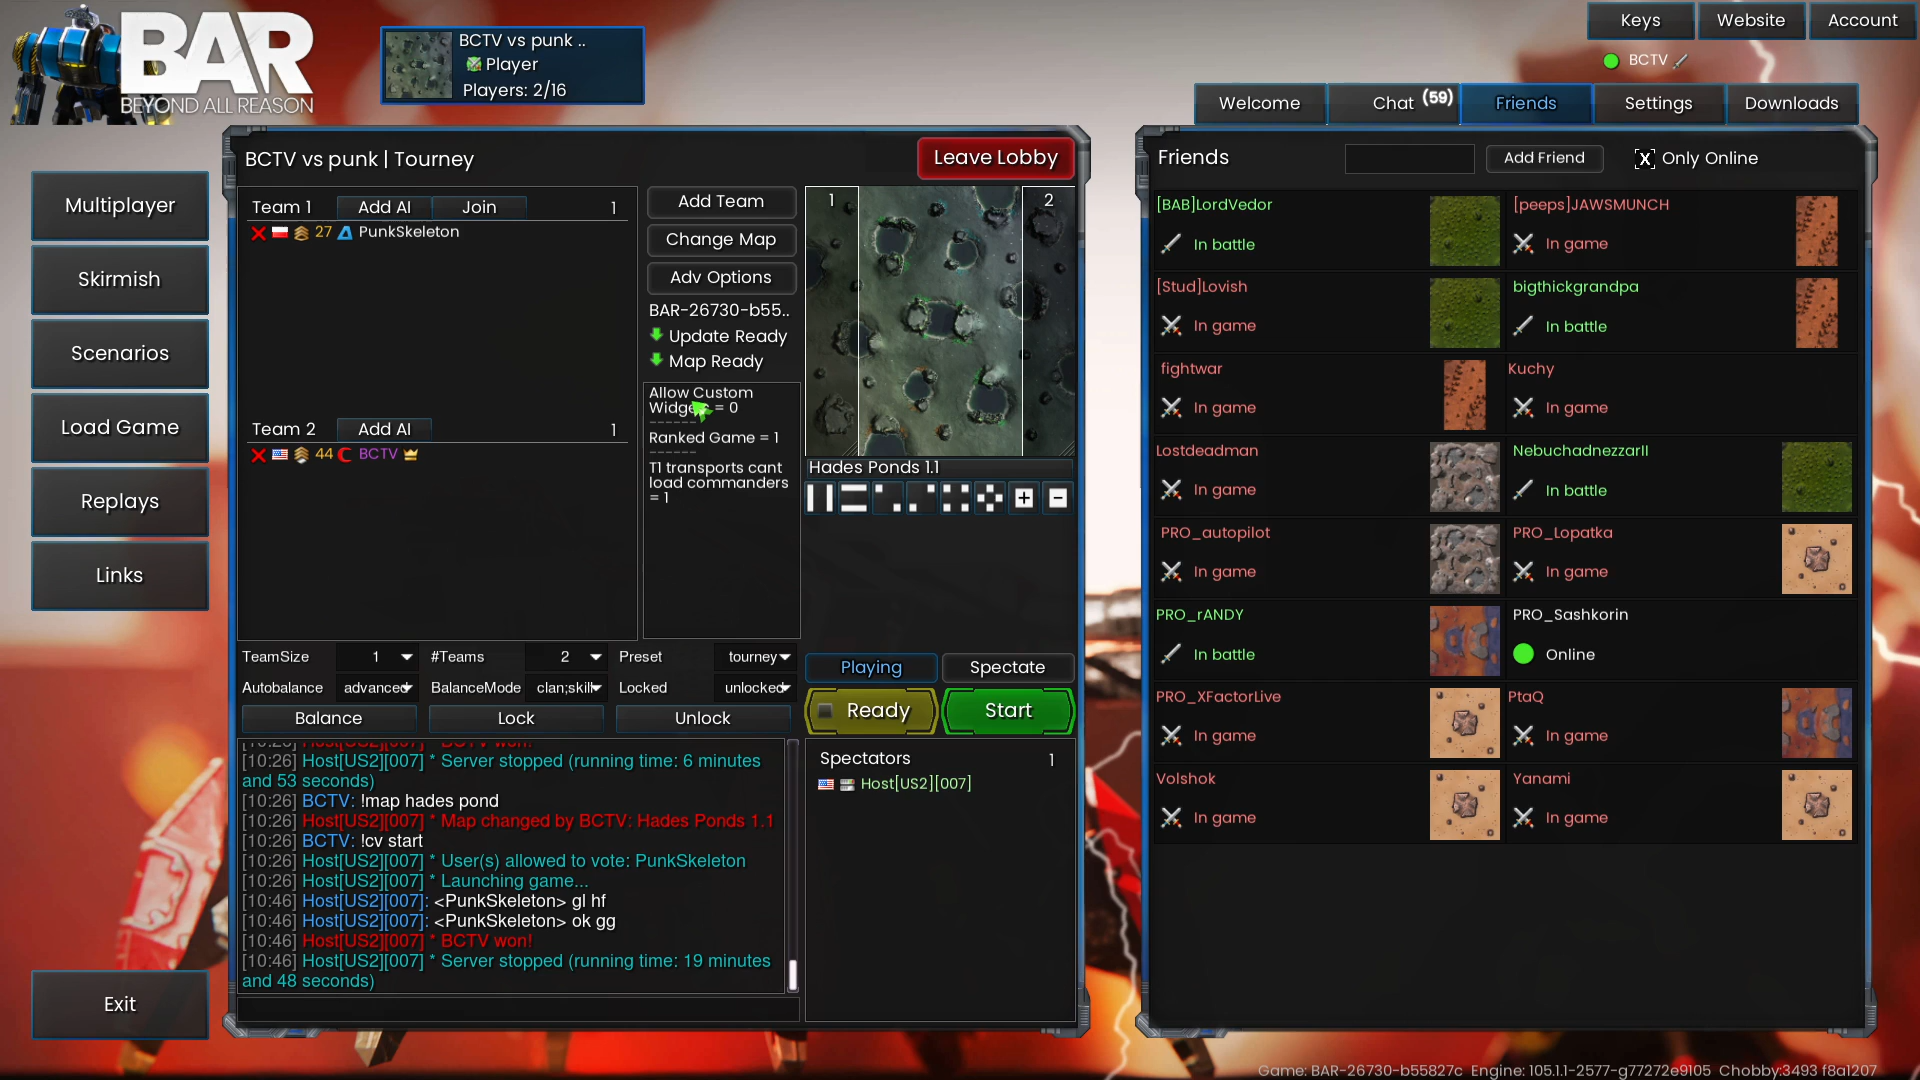 BAR
BEYOND ALL REASON
BCTV vs punk ..
Player
Players: 2/16
Keys
Website
Account
BCTV
Welcome
Chat (59)
Friends
Settings
Downloads
Multiplayer
Skirmish
Scenarios
Load Game
Replays
Links
Exit
BCTV vs punk | Tourney
Leave Lobby
Team 1
Add AI
Join
1
27 PunkSkeleton
Team 2
Add AI
1
44 BCTV
Add Team
Change Map
Adv Options
BAR-26730-b55..
Update Ready
Map Ready
Allow Custom
= 0
------
Ranked Game = 1
------
T1 transports cant
load commanders
= 1
1
2
Hades Ponds 1.1
TeamSize
1
#Teams
2
Preset
tourney
Autobalance
advanced
BalanceMode
clan;skill
Locked
unlocked
Balance
Lock
Unlock
Playing
Spectate
Ready
Start
[10:26] Host[US2][007] * BCTV won!
[10:26] Host[US2][007] * Server stopped (running time: 6 minutes
and 53 seconds)
[10:26] BCTV: !map hades pond
[10:26] Host[US2][007] * Map changed by BCTV: Hades Ponds 1.1
[10:26] BCTV: !cv start
[10:26] Host[US2][007] * User(s) allowed to vote: PunkSkeleton
[10:26] Host[US2][007] * Launching game...
[10:46] Host[US2][007]: <PunkSkeleton> gl hf
[10:46] Host[US2][007]: <PunkSkeleton> ok gg
[10:46] Host[US2][007] * BCTV won!
[10:46] Host[US2][007] * Server stopped (running time: 19 minutes
and 48 seconds)
Spectators
1
Host[US2][007]
Friends
Add Friend
Only Online
[BAB]LordVedor
In battle
[peeps]JAWSMUNCH
In game
[Stud]Lovish
In game
bigthickgrandpa
In battle
fightwar
In game
Kuchy
In game
Lostdeadman
In game
NebuchadnezzarII
In battle
PRO_autopilot
In game
PRO_Lopatka
In game
PRO_rANDY
In battle
PRO_Sashkorin
Online
PRO_XFactorLive
In game
PtaQ
In game
Volshok
In game
Yanami
In game
Game: BAR-26730-b55827c Engine: 105.1.1-2577-g77272e9105 Chobby:3493 f8a1207